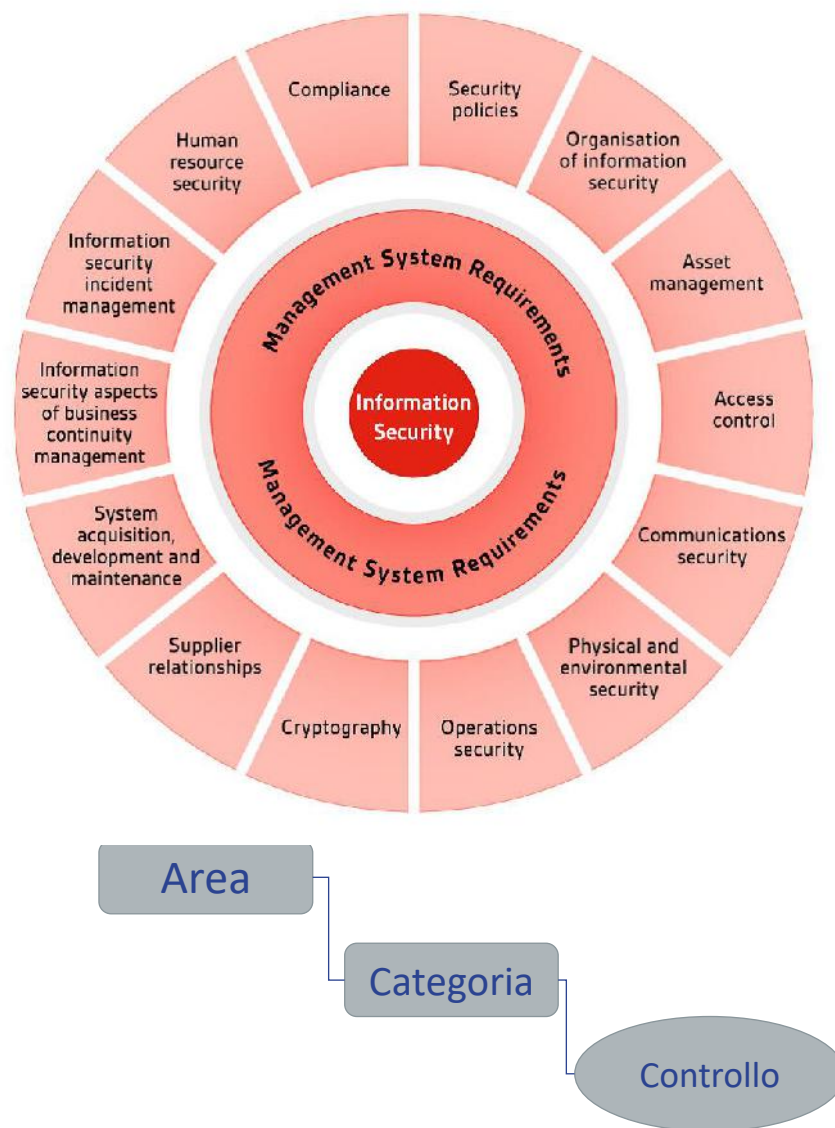 Compliance
Security
policies
Organisation
of information
security
Asset
management
Access
control
Communications
security
Physical and
environmental
security
Operations
security
Cryptography
Supplier
relationships
System
acquisition,
development and
maintenance
Information
security aspects
of business
continuity
management
Information
security
incident
management
Human
resource
security
Management System Requirements
Information
Security
Management System Requirements
Area
Categoria
Controllo